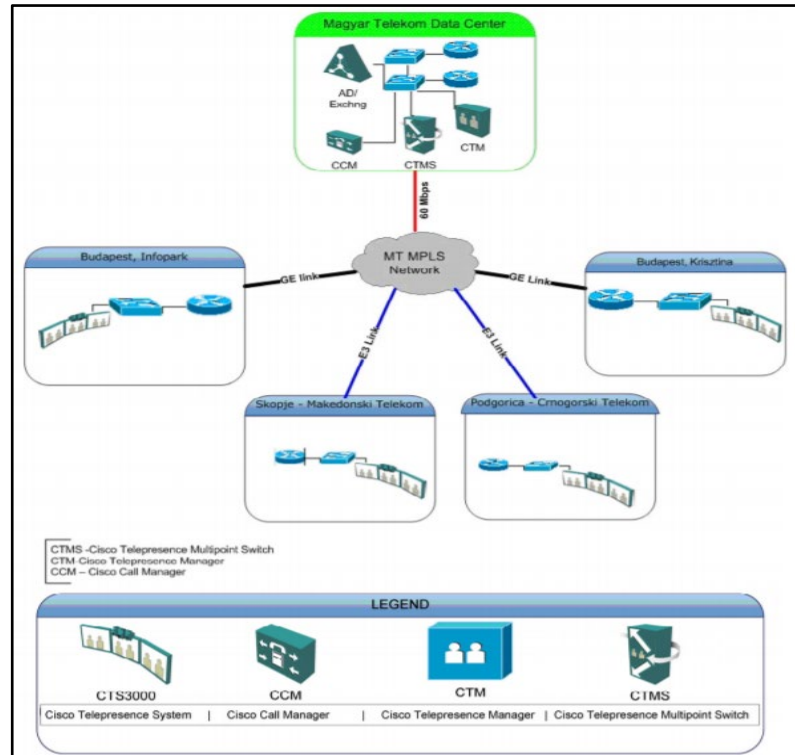 Magyar Telekom Data Center
AD/
Exchng
CCM
CTMS
CTM
60 Mbps
MT MPLS
Network
Budapest, Infopark
GE link
Budapest, Krisztina
GE Link
E3 Link
E3 Link
Skopje - Makedonski Telekom
Podgorica - Crnogorski Telekom
CTMS -Cisco Telepresence Multipoint Switch
CTM-Cisco Telepresence Manager
CCM – Cisco Call Manager
LEGEND
CTS3000
CCM
CTM
CTMS
Cisco Telepresence System | Cisco Call Manager | Cisco Telepresence Manager | Cisco Telepresence Multipoint Switch